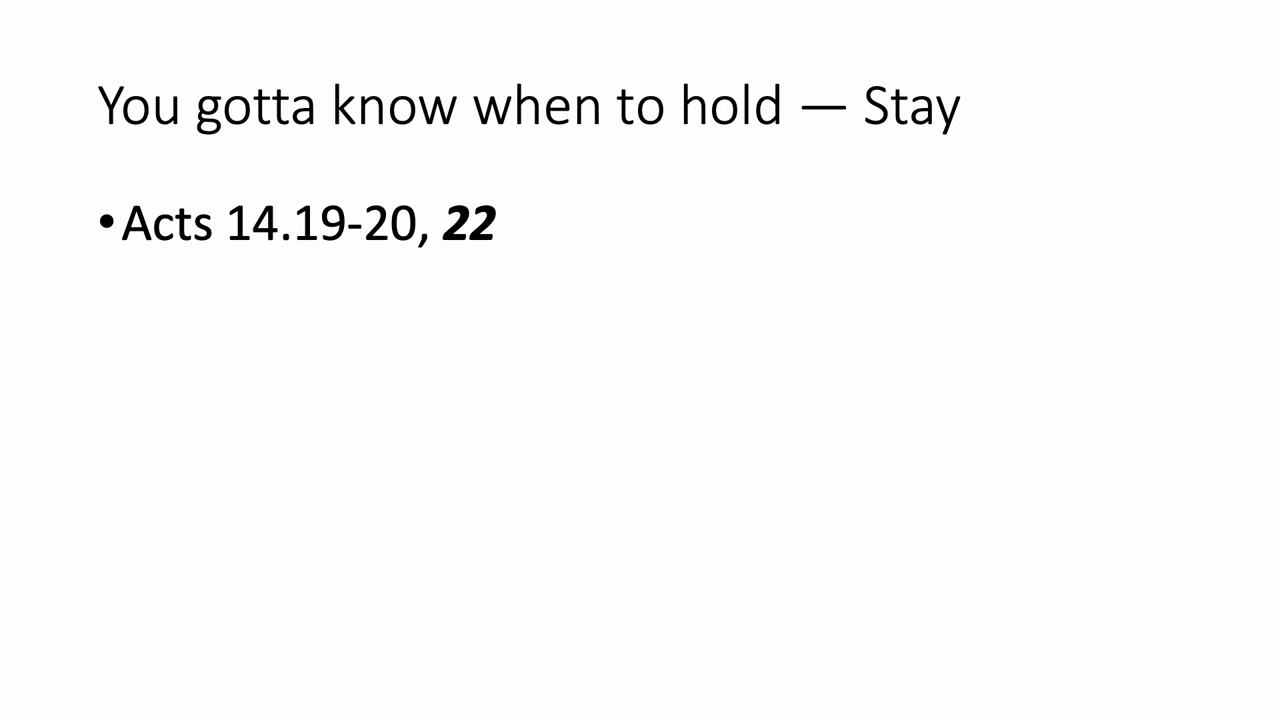 You gotta know when to hold — Stay
•Acts 14.19-20, 22